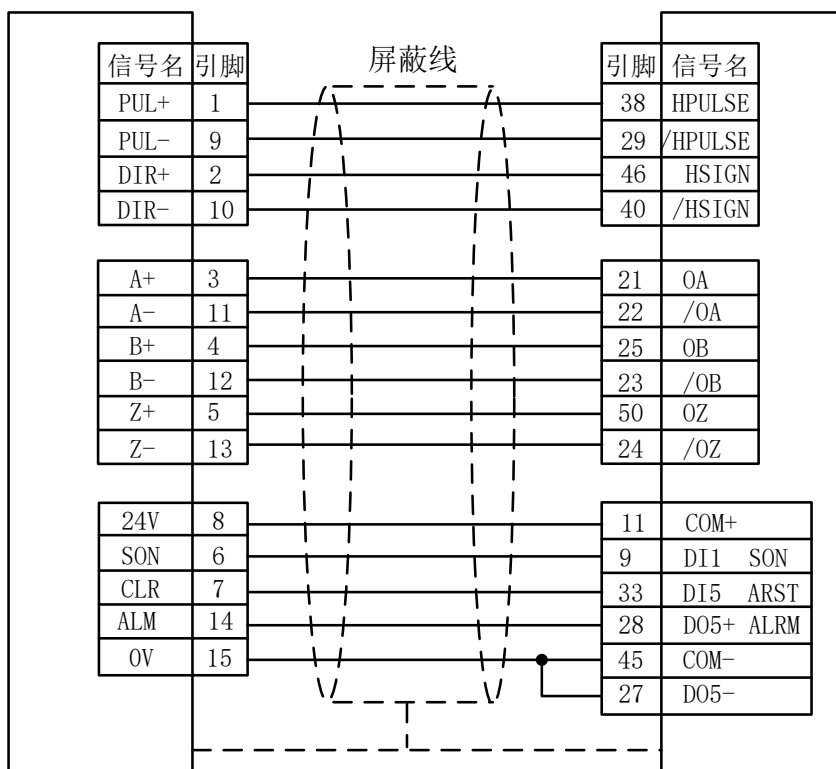 屏蔽线
信号名 引脚 引脚 信号名
PUL+ 1 38 HPULSE
PUL- 9 29 /HPULSE
DIR+ 2 46 HSIGN
DIR- 10 40 /HSIGN
A+ 3 21 OA
A- 11 22 /OA
B+ 4 25 OB
B- 12 23 /OB
Z+ 5 50 OZ
Z- 13 24 /OZ
24V 8 11 COM+
SON 6 9 DI1 SON
CLR 7 33 DI5 ARST
ALM 14 28 DO5+ ALRM
0V 15 45 COM-
27 DO5-